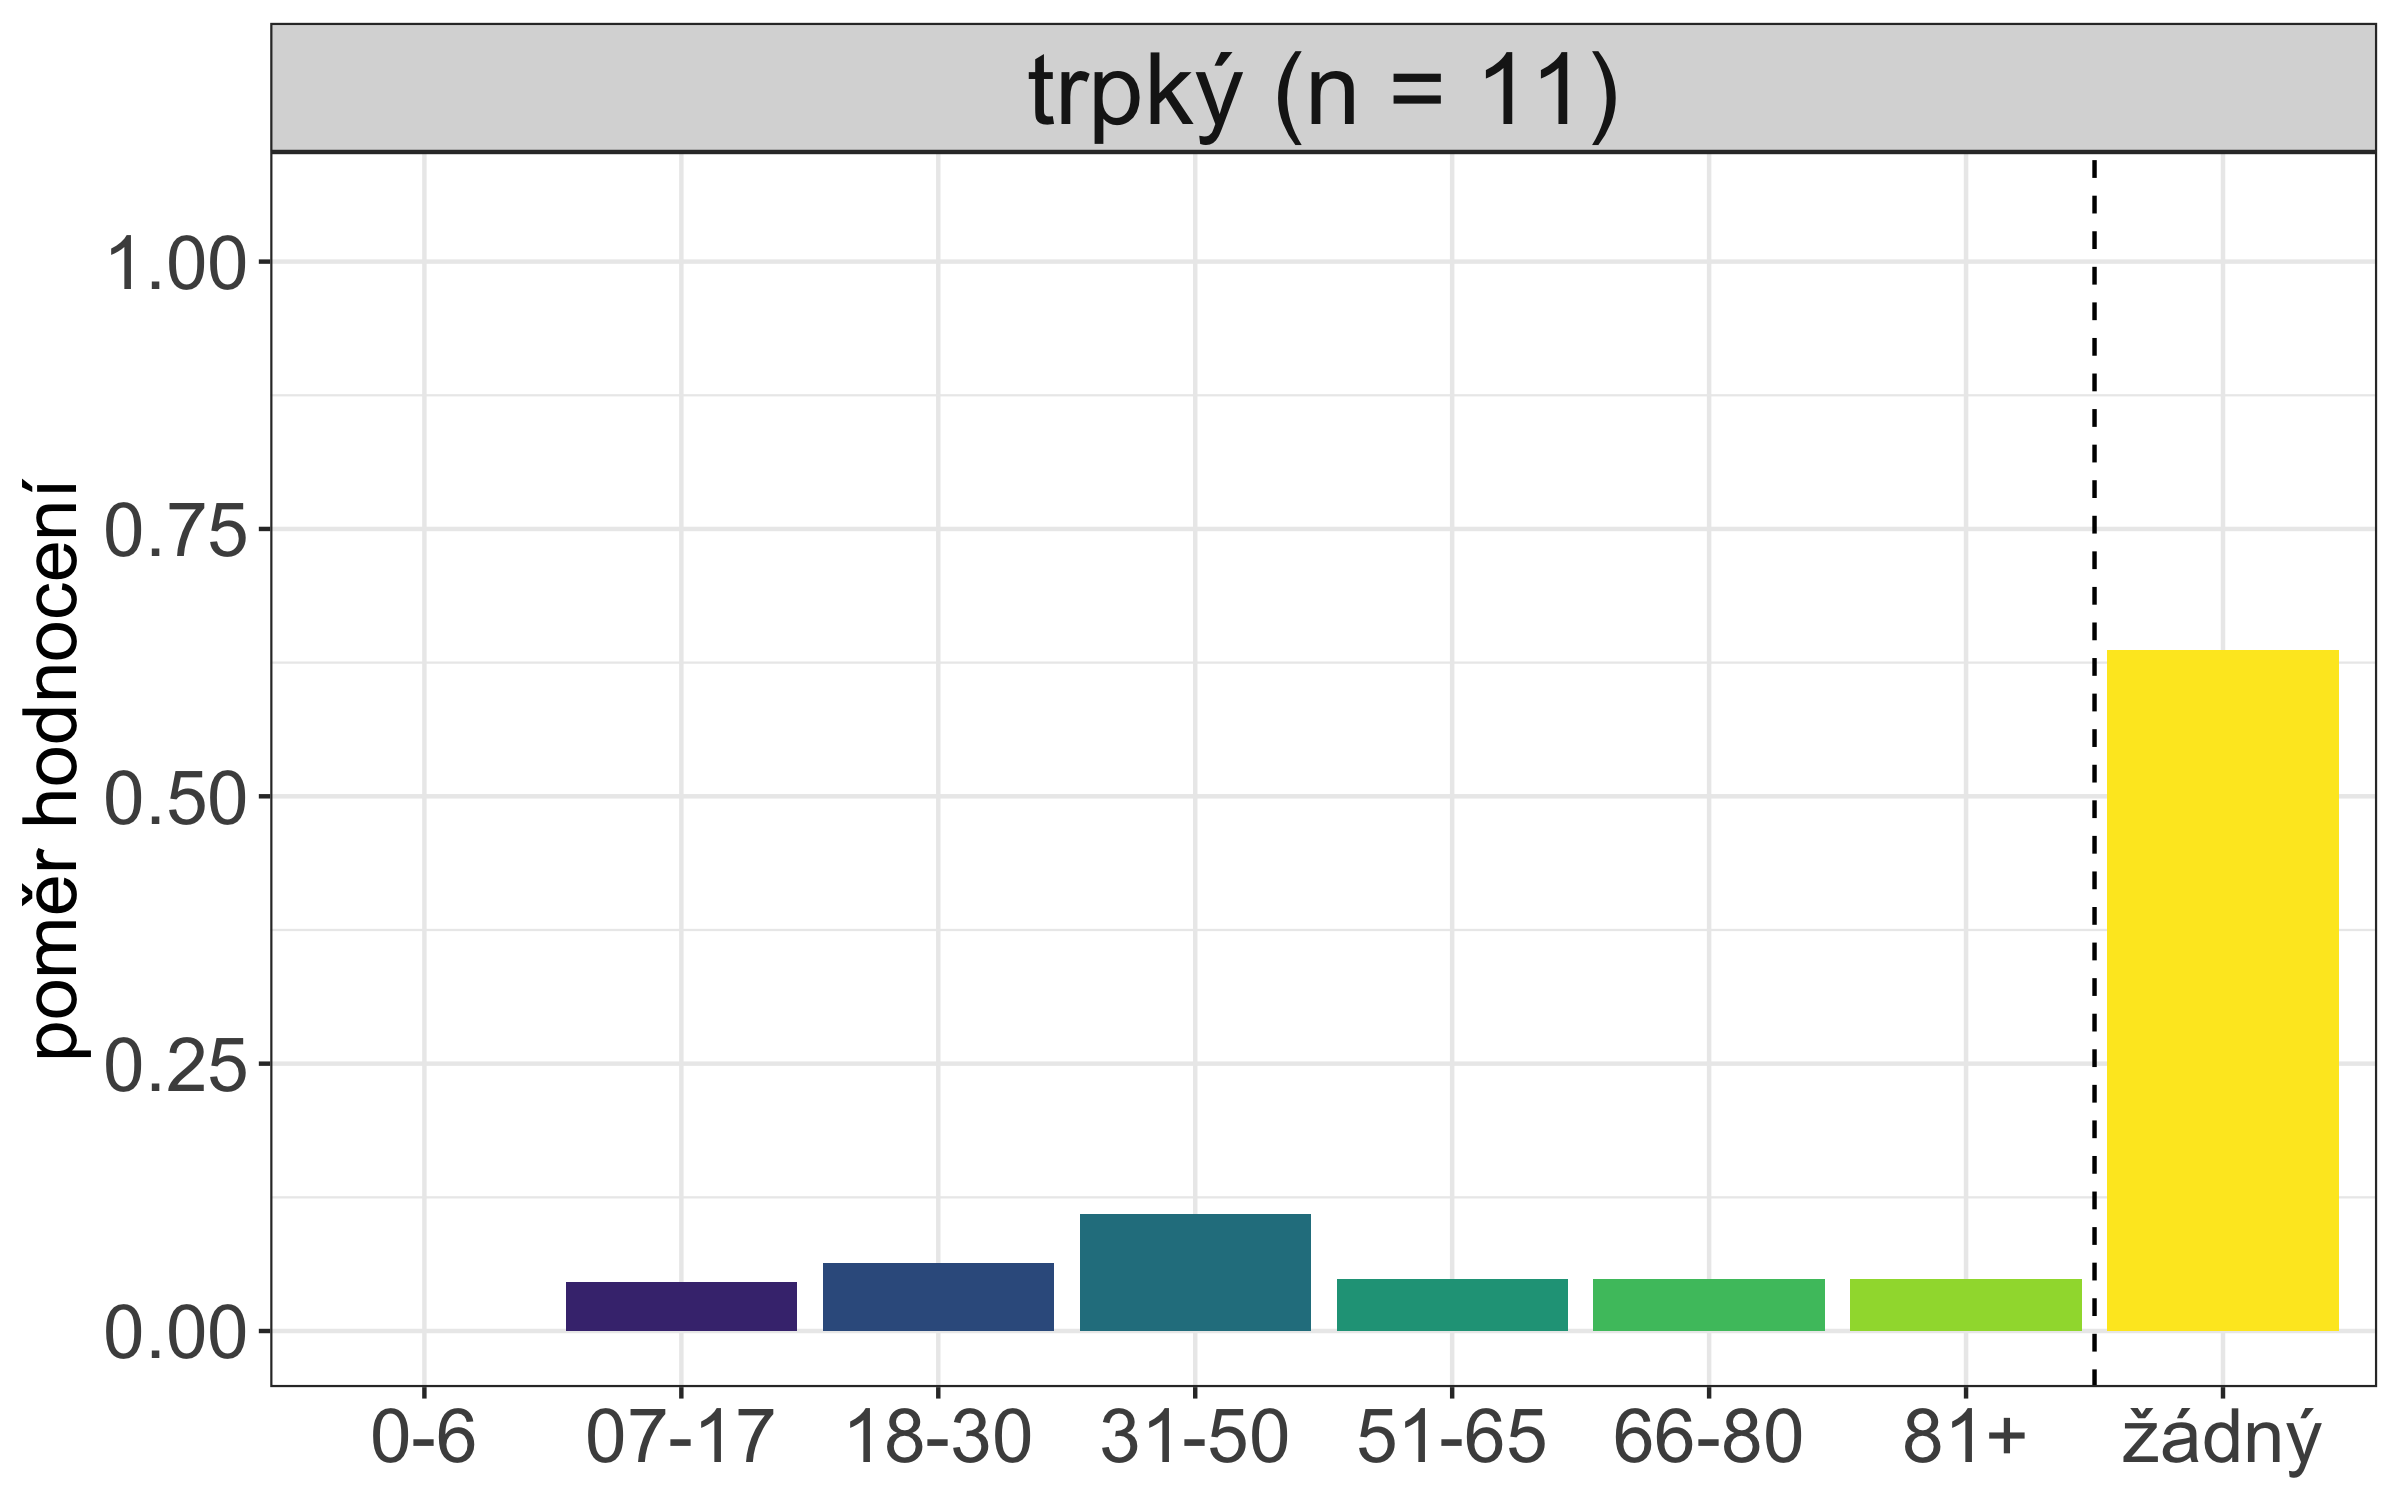 trpký (n = 11)
poměr hodnocení
1.00
0.75
0.50
0.25
0.00
0-6 07-17 18-30 31-50 51-65 66-80 81+ žádný